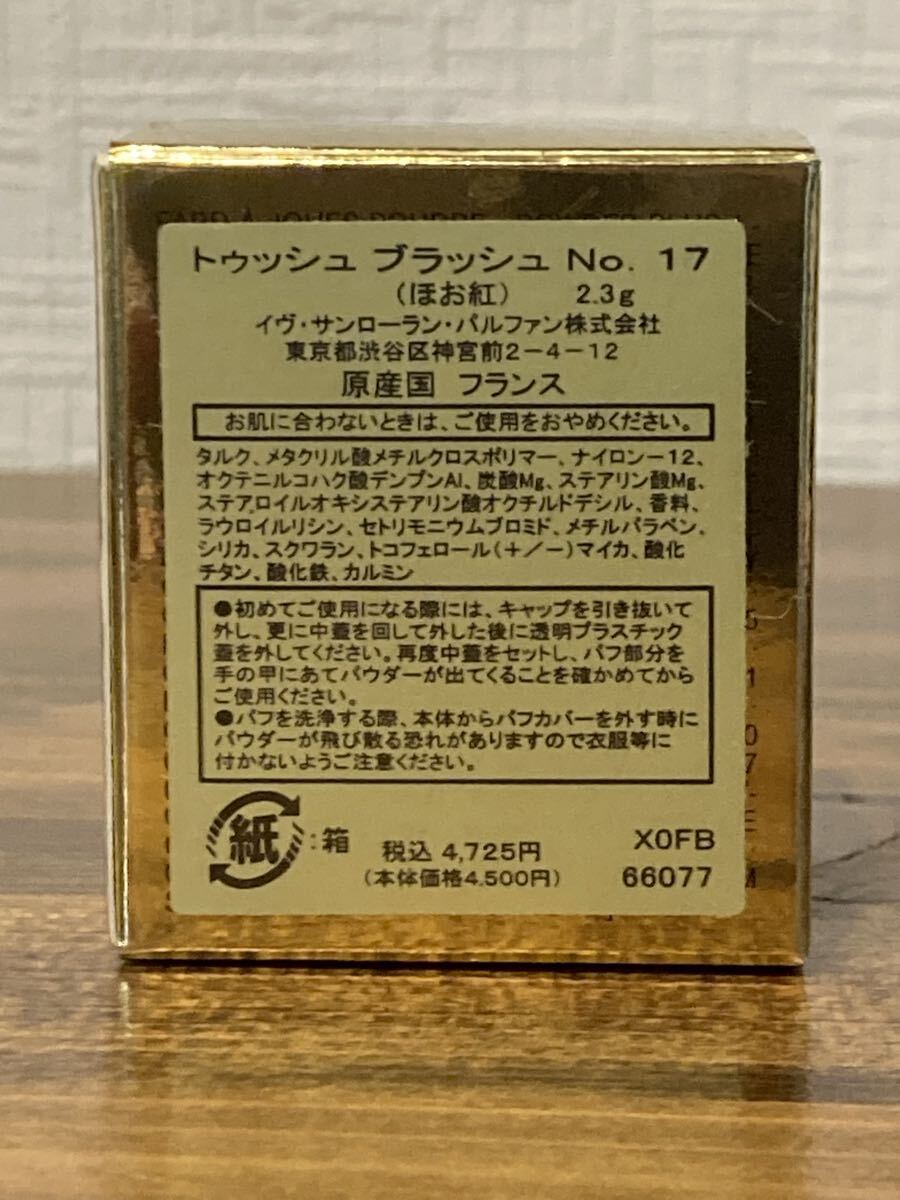 トゥッシュ ブラッシュ No. 17
(ほお紅) 2.3g
イヴ・サンローラン・パルファン株式会社
東京都渋谷区神宮前2-4-12
原産国 フランス
お肌に合わないときは、ご使用をおやめください。
タルク、メタクリル酸メチルクロスポリマー、ナイロン-12、
オクテニルコハク酸デンプンAl、炭酸Mg、ステアリン酸Mg、
ステアロイルオキシステアリン酸オクチルドデシル、香料、
ラウロイルリシン、セトリモニウムブロミド、メチルパラベン、
シリカ、スクワラン、トコフェロール(+/-)マイカ、酸化
チタン、酸化鉄、カルミン
●初めてご使用になる際には、キャップを引き抜いて
外し、更に中蓋を回して外した後に透明プラスチック
蓋を外してください。再度中蓋をセットし、パフ部分を
手の甲にあてパウダーが出てくることを確かめてから
ご使用ください。
●パフを洗浄する際、本体からパフカバーを外す時に
パウダーが飛び散る恐れがありますので衣服等に
付かないようご注意ください。
紙 :箱
税込 4,725円
(本体価格4,500円)
X0FB
66077